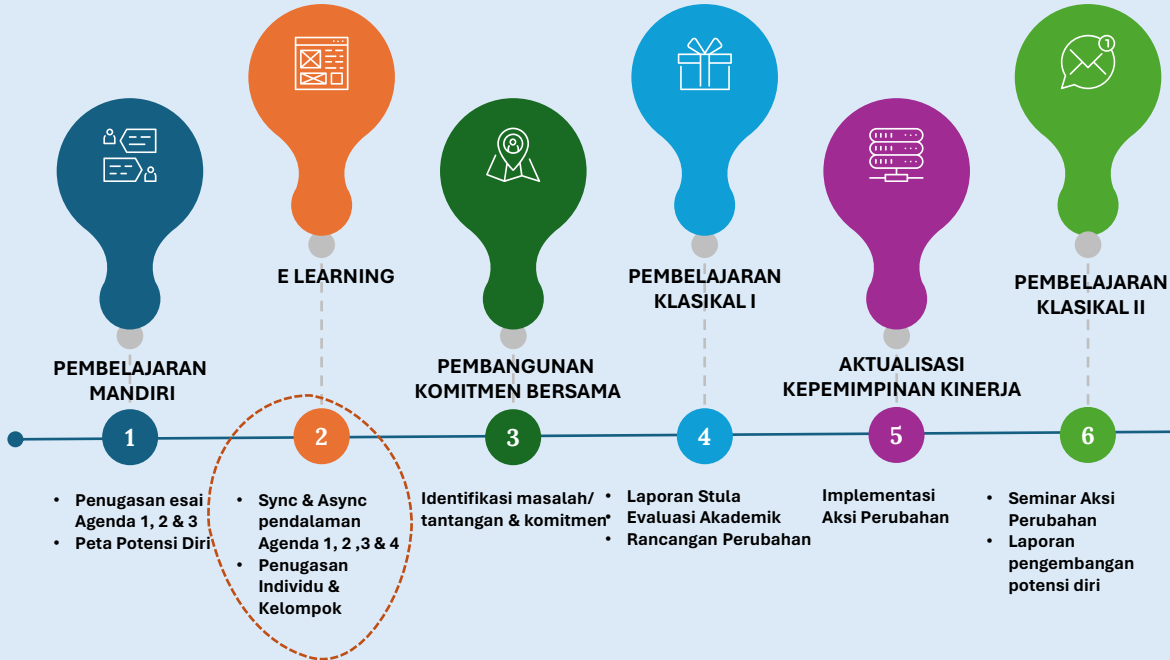 PEMBELAJARAN
MANDIRI
1
• Penugasan esai
Agenda 1, 2 & 3
• Peta Potensi Diri
E LEARNING
2
• Sync & Async
pendalaman
Agenda 1, 2 ,3 & 4
• Penugasan
Individu &
Kelompok
PEMBANGUNAN
KOMITMEN BERSAMA
3
Identifikasi masalah/
tantangan & komitmen
PEMBELAJARAN
KLASIKAL I
4
• Laporan Stula
• Evaluasi Akademik
• Rancangan Perubahan
AKTUALISASI
KEPEMIMPINAN KINERJA
5
Implementasi
Aksi Perubahan
1
PEMBELAJARAN
KLASIKAL II
6
• Seminar Aksi
Perubahan
• Laporan
pengembangan
potensi diri